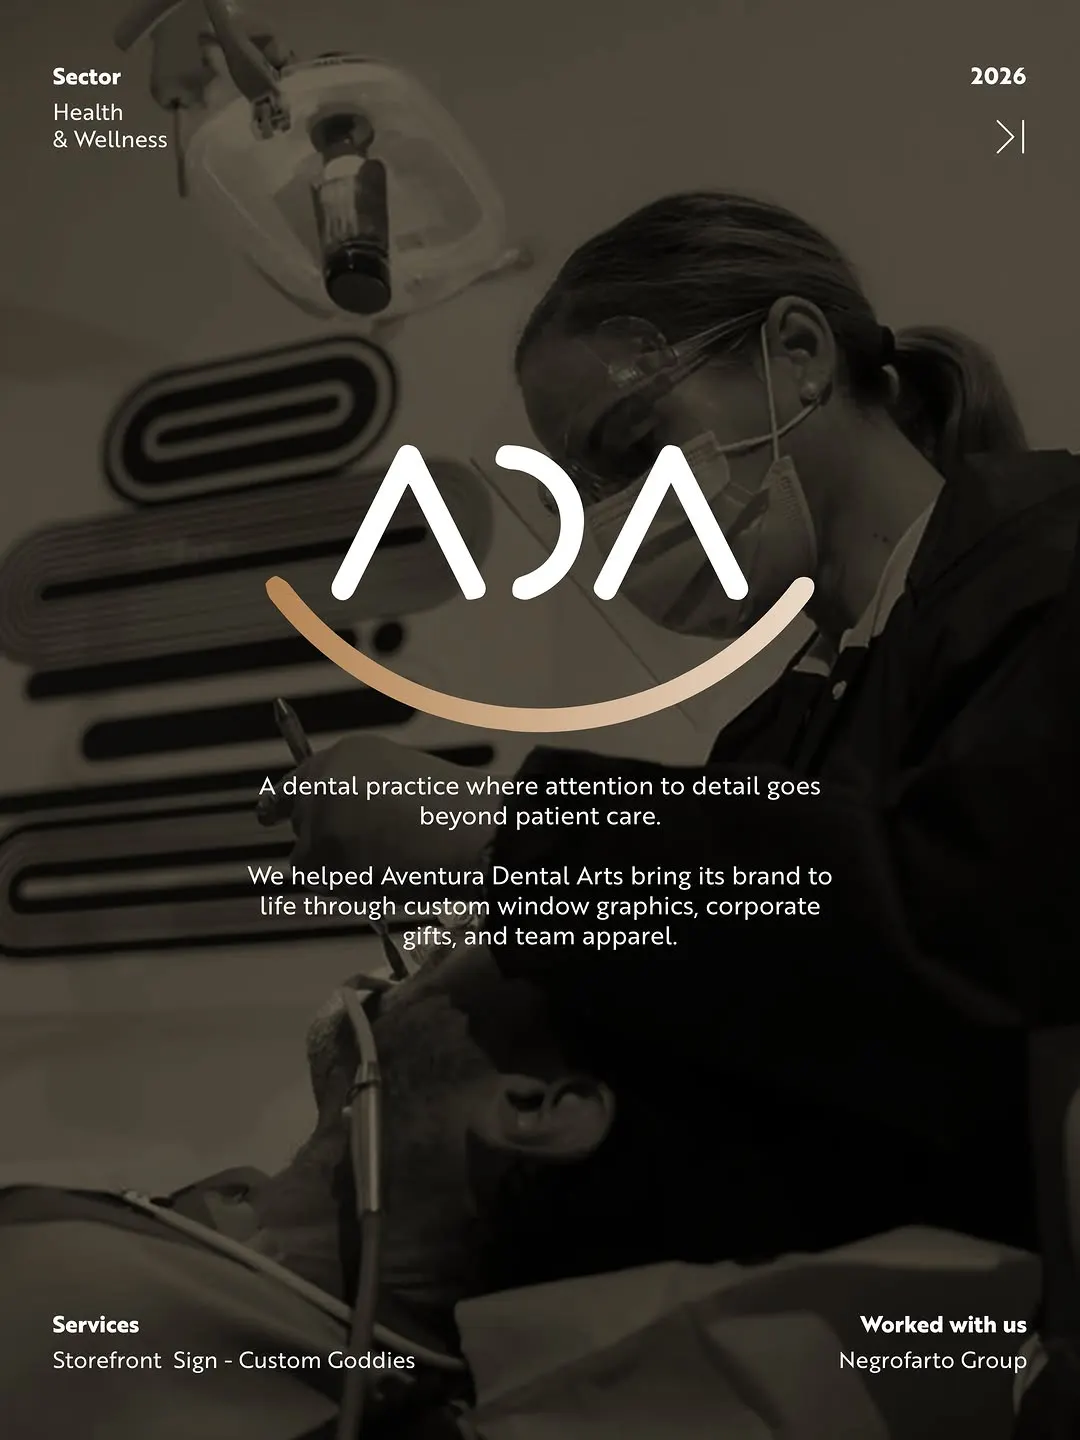 Sector
Health
& Wellness
2026
ADA
A dental practice where attention to detail goes
beyond patient care.
We helped Aventura Dental Arts bring its brand to
life through custom window graphics, corporate
gifts, and team apparel.
Services
Storefront  Sign - Custom Goddies
Worked with us
Negrofarto Group